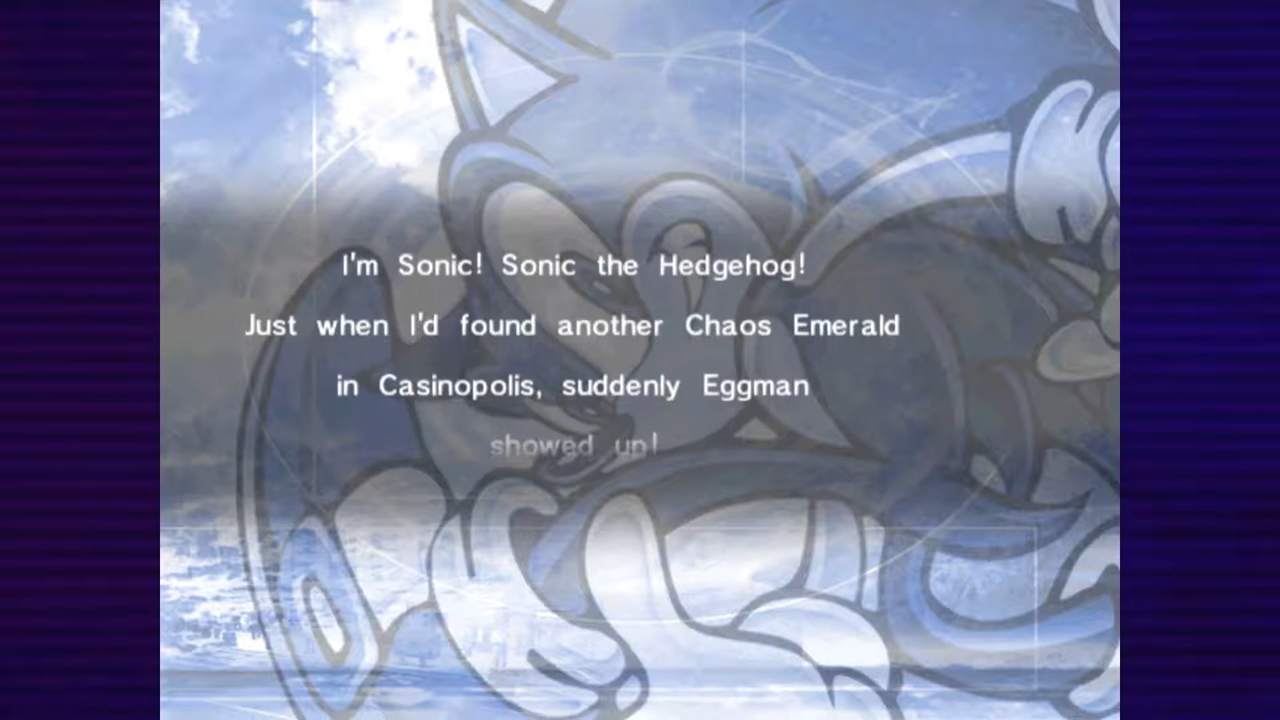 I'm Sonic! Sonic the Hedgehog!
Just when I'd found another Chaos Emerald
in Casinopolis, suddenly Eggman
showed up!